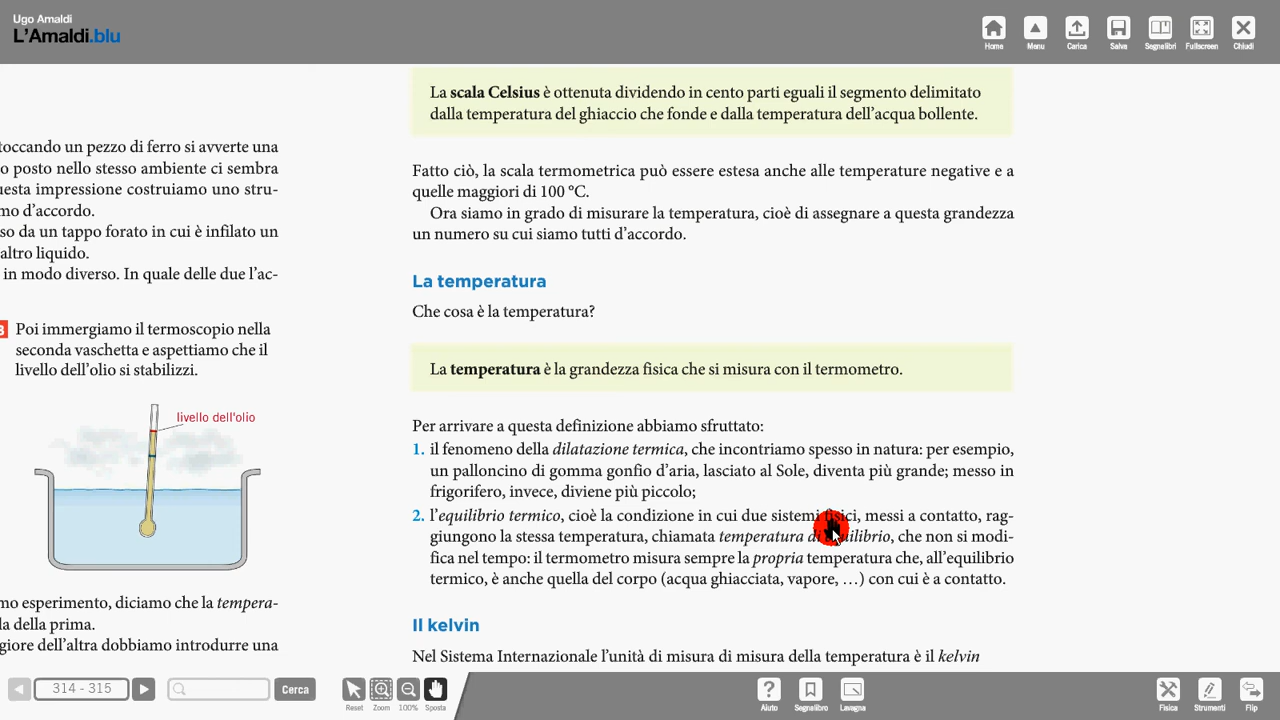 Ugo Amaldi
L'Amaldi.blu
Home
Menu
Carica
Salva
Segnalibri
Fullscreen
Chiudi
toccando un pezzo di ferro si avverte una
o posto nello stesso ambiente ci sembra
uesta impressione costruiamo uno stru-
mo d'accordo.
so da un tappo forato in cui è infilato un
altro liquido.
in modo diverso. In quale delle due l'ac-
3 Poi immergiamo il termoscopio nella
seconda vaschetta e aspettiamo che il
livello dell'olio si stabilizzi.
livello dell'olio
mo esperimento, diciamo che la tempera-
la della prima.
giore dell'altra dobbiamo introdurre una
La scala Celsius è ottenuta dividendo in cento parti eguali il segmento delimitato
dalla temperatura del ghiaccio che fonde e dalla temperatura dell'acqua bollente.
Fatto ciò, la scala termometrica può essere estesa anche alle temperature negative e a
quelle maggiori di 100 °C.
Ora siamo in grado di misurare la temperatura, cioè di assegnare a questa grandezza
un numero su cui siamo tutti d'accordo.
La temperatura
Che cosa è la temperatura?
La temperatura è la grandezza fisica che si misura con il termometro.
Per arrivare a questa definizione abbiamo sfruttato:
1. il fenomeno della dilatazione termica, che incontriamo spesso in natura: per esempio,
un palloncino di gomma gonfio d'aria, lasciato al Sole, diventa più grande; messo in
frigorifero, invece, diviene più piccolo;
2. l'equilibrio termico, cioè la condizione in cui due sistemi fisici, messi a contatto, rag-
giungono la stessa temperatura, chiamata temperatura di equilibrio, che non si modi-
fica nel tempo: il termometro misura sempre la propria temperatura che, all'equilibrio
termico, è anche quella del corpo (acqua ghiacciata, vapore, …) con cui è a contatto.
Il kelvin
Nel Sistema Internazionale l'unità di misura di misura della temperatura è il kelvin
314 - 315
Cerca
Reset
Zoom
100%
Sposta
Aiuto
Segnalibro
Lavagna
Fisica
Strumenti
Flip